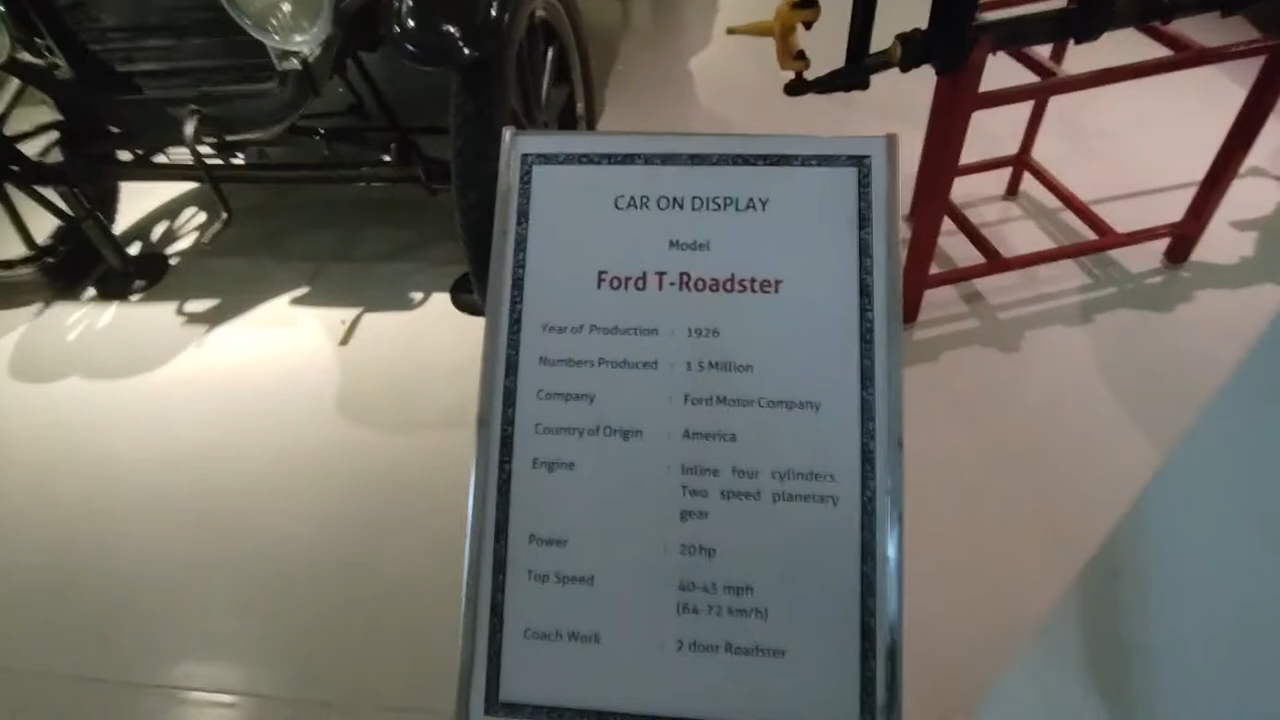 CAR ON DISPLAY
Model
Ford T-Roadster
Year of Production : 1926
Numbers Produced : 1.5 Million
Company : Ford Motor Company
Country of Origin : America
Engine : Inline four cylinders.
Two speed planetary
gear
Power : 20 hp
Top Speed 40-45 mph
(64-72 km/h)
Coach Work : 2 door Roadster